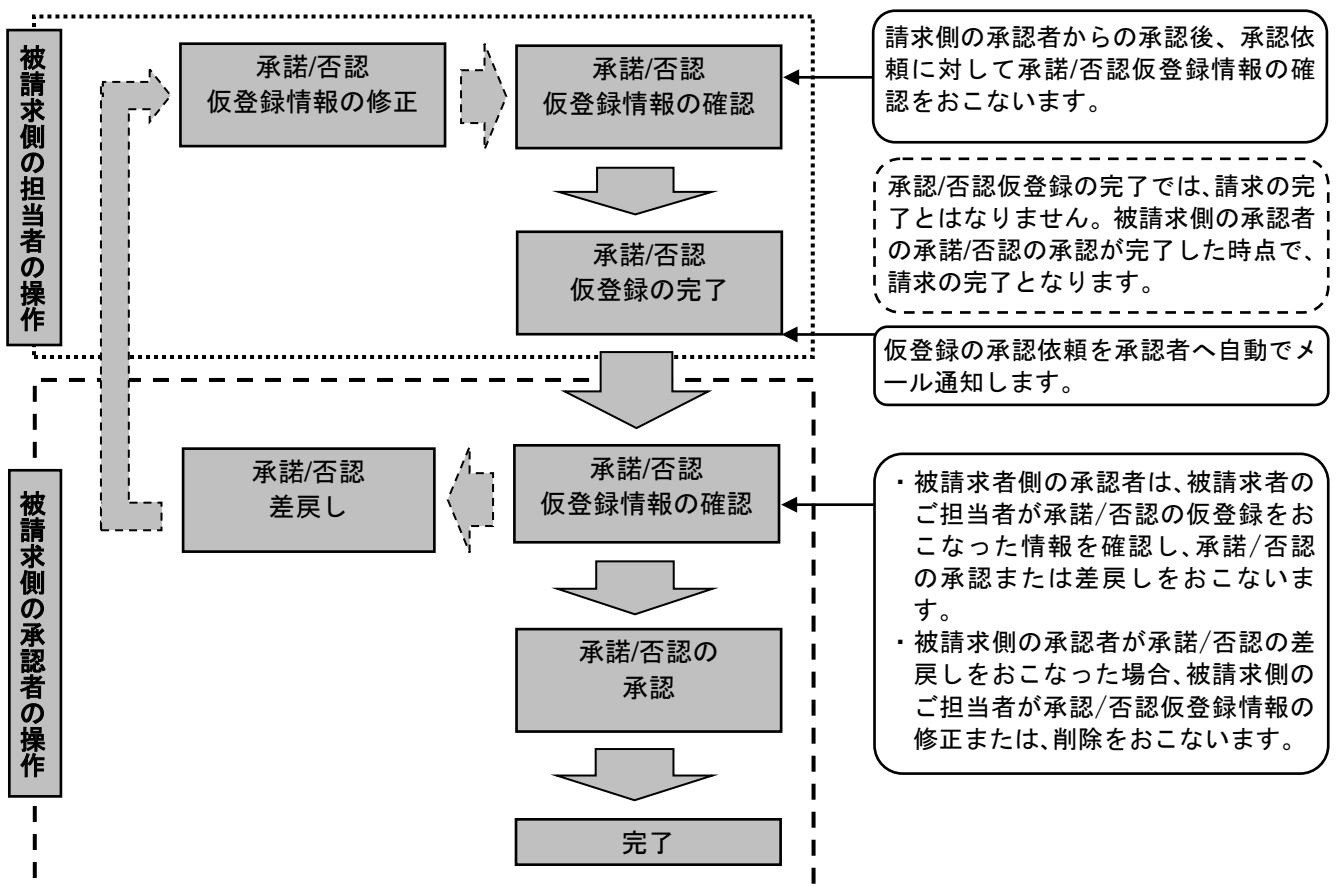 被請求側の担当者の操作
承諾/否認
仮登録情報の修正
承諾/否認
仮登録情報の確認
請求側の承認者からの承認後、承認依
頼に対して承諾/否認仮登録情報の確
認をおこないます。
承認/否認仮登録の完了では、請求の完
了とはなりません。被請求側の承認者
の承諾/否認の承認が完了した時点で、
請求の完了となります。
承諾/否認
仮登録の完了
仮登録の承認依頼を承認者へ自動でメ
ール通知します。
被請求側の承認者の操作
承諾/否認
差戻し
承諾/否認
仮登録情報の確認
・被請求者側の承認者は、被請求者の
ご担当者が承諾/否認の仮登録をお
こなった情報を確認し、承諾/否認
の承認または差戻しをおこないま
す。
・被請求側の承認者が承諾/否認の差
戻しをおこなった場合、被請求側の
ご担当者が承認/否認仮登録情報の
修正または、削除をおこないます。
承諾/否認の
承認
完了